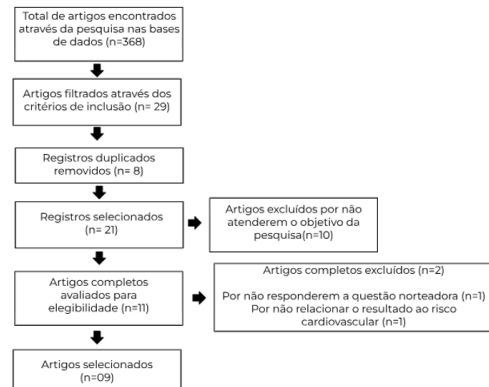 Total de artigos encontrados
através da pesquisa nas bases
de dados (n=368)
Artigos filtrados através dos
critérios de inclusão (n= 29)
Registros duplicados
removidos (n= 8)
Registros selecionados
(n= 21)
Artigos excluídos por não
atenderem o objetivo da
pesquisa(n=10)
Artigos completos
avaliados para
elegibilidade (n=11)
Artigos completos excluídos (n=2)
Por não responderem a questão norteadora (n=1)
Por não relacionar o resultado ao risco
cardiovascular (n=1)
Artigos selecionados
(n=09)